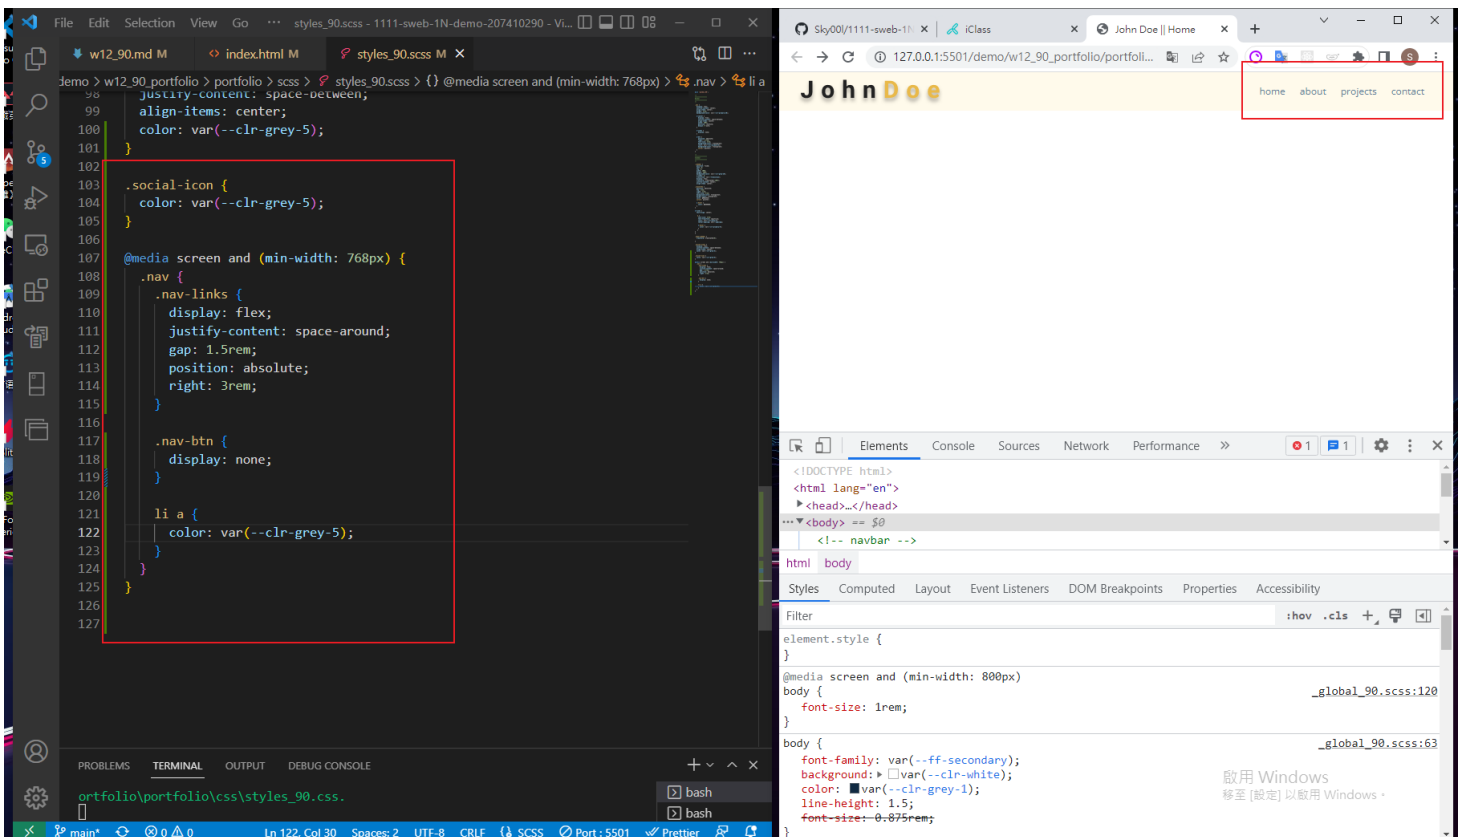 File Edit Selection View Go ··· styles_90.scss - 1111-sweb-1N-demo-207410290 - Vi...
w12_90.md M index.html M styles_90.scss M
demo > w12_90_portfolio > portfolio > scss > styles_90.scss > {} @media screen and (min-width: 768px) > .nav > li a
98 justify-content: space-between;
99 align-items: center;
100 color: var(--clr-grey-5);
101 }
102
103 .social-icon {
104 color: var(--clr-grey-5);
105 }
106
107 @media screen and (min-width: 768px) {
108 .nav {
109 .nav-links {
110 display: flex;
111 justify-content: space-around;
112 gap: 1.5rem;
113 position: absolute;
114 right: 3rem;
115 }
116
117 .nav-btn {
118 display: none;
119 }
120
121 li a {
122 color: var(--clr-grey-5);
123 }
124 }
125 }
126
127
5
PROBLEMS TERMINAL OUTPUT DEBUG CONSOLE
ortfolio\portfolio\css\styles_90.css.
bash
bash
main* 0 0 Ln 122, Col 30 Spaces: 2 UTF-8 CRLF SCSS Port : 5501 Prettier
Sky00l/1111-sweb-1N iClass John Doe || Home
127.0.0.1:5501/demo/w12_90_portfolio/portfoli... S
JohnDoe
home about projects contact
Elements Console Sources Network Performance » 1 1
<!DOCTYPE html>
<html lang="en">
<head>…</head>
<body> == $0
<!-- navbar -->
html body
Styles Computed Layout Event Listeners DOM Breakpoints Properties Accessibility
Filter :hov .cls
element.style {
}
@media screen and (min-width: 800px)
body { _global_90.scss:120
font-size: 1rem;
}
body { _global_90.scss:63
font-family: var(--ff-secondary);
background: var(--clr-white);
color: var(--clr-grey-1);
line-height: 1.5;
font-size: 0.875rem;
}
啟用 Windows
移至 [設定] 以啟用 Windows。